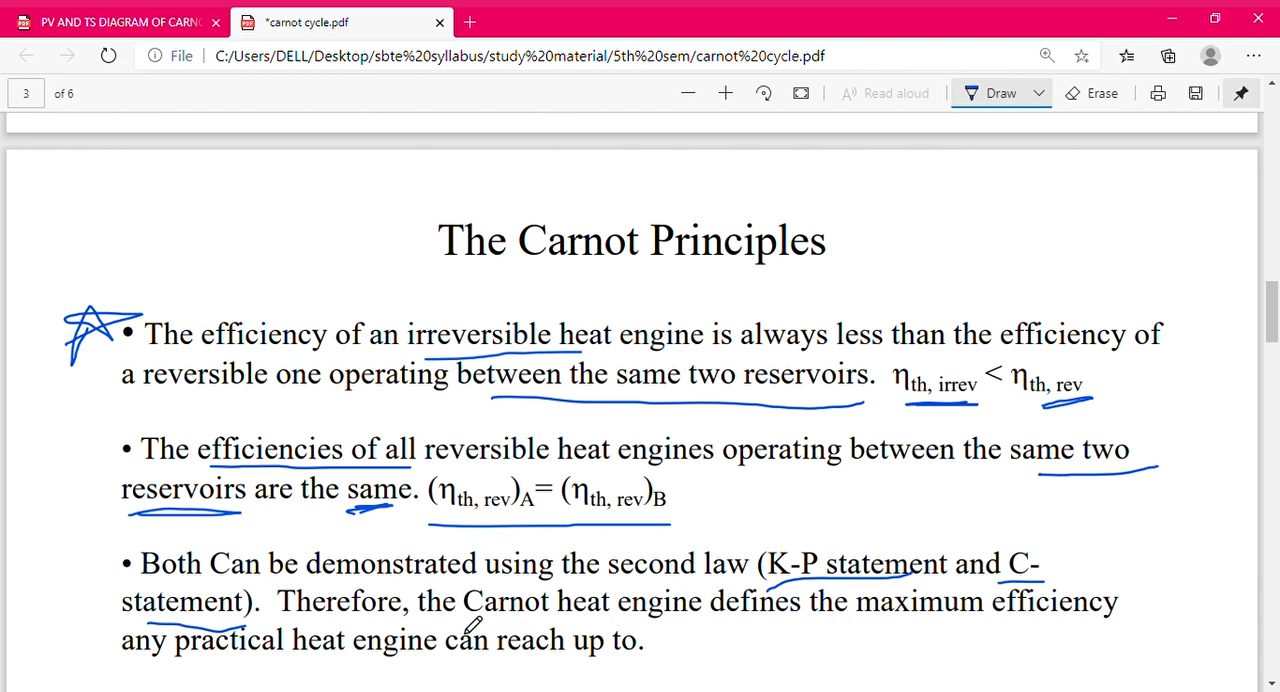 PV AND TS DIAGRAM OF CARN
*carnot cycle.pdf
File C:/Users/DELL/Desktop/sbte%20syllabus/study%20material/5th%20sem/carnot%20cycle.pdf
3 of 6 Read aloud Draw Erase
The Carnot Principles
• The efficiency of an irreversible heat engine is always less than the efficiency of
a reversible one operating between the same two reservoirs. ηth, irrev < ηth, rev
• The efficiencies of all reversible heat engines operating between the same two
reservoirs are the same. (ηth, rev)A= (ηth, rev)B
• Both Can be demonstrated using the second law (K-P statement and C-
statement). Therefore, the Carnot heat engine defines the maximum efficiency
any practical heat engine can reach up to.